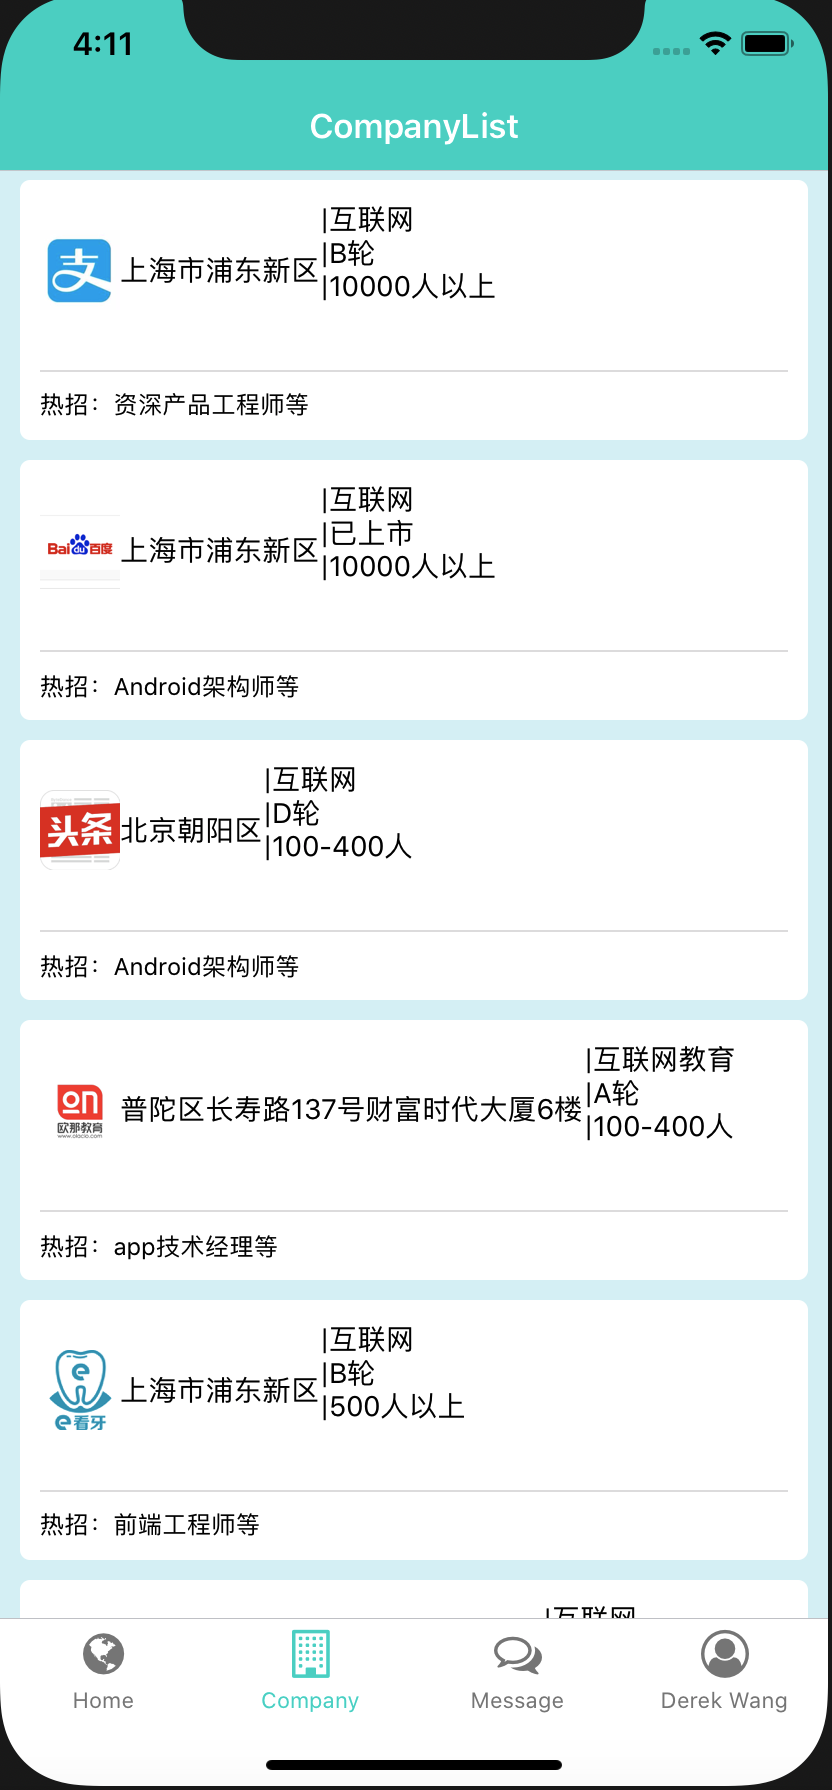 4:11
CompanyList
支
上海市浦东新区
|互联网
|B轮
|10000人以上
热招：资深产品工程师等
Bai du 百度
上海市浦东新区
|互联网
|已上市
|10000人以上
热招：Android架构师等
头条
北京朝阳区
|互联网
|D轮
|100-400人
热招：Android架构师等
on
欧那教育
普陀区长寿路137号财富时代大厦6楼
|互联网教育
|A轮
|100-400人
热招：app技术经理等
e
e看牙
上海市浦东新区
|互联网
|B轮
|500人以上
热招：前端工程师等
|互联网
Home
Company
Message
Derek Wang